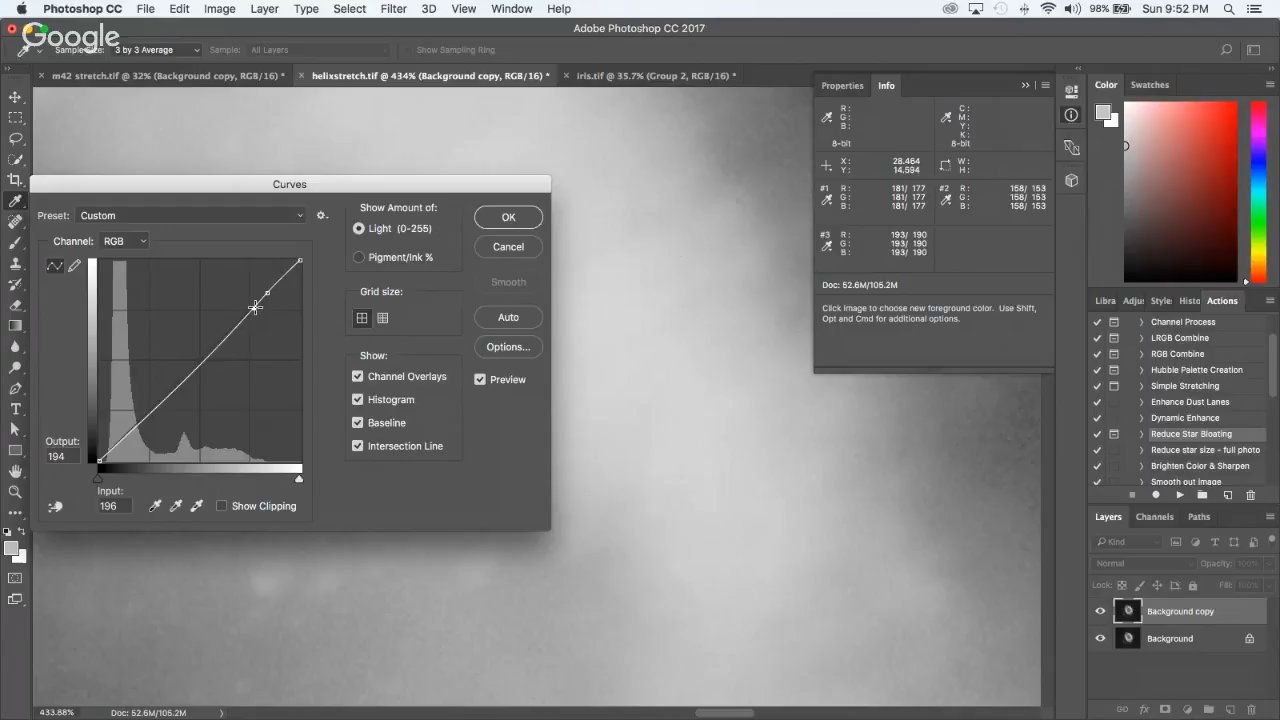 Photoshop CC File Edit Image Layer Type Select Filter 3D View Window Help 98% Sun 9:52 PM
Adobe Photoshop CC 2017
Google
Sample Size: 3 by 3 Average Sample: All Layers Show Sampling Ring
m42 stretch.tif @ 32% (Background copy, RGB/16) * helixstretch.tif @ 434% (Background copy, RGB/16) * iris.tif @ 35.7% (Group 2, RGB/16) *
Curves
Preset: Custom
Channel: RGB
Output:
194
Input:
196
Show Clipping
Show Amount of:
Light (0-255)
Pigment/Ink %
Grid size:
Show:
Channel Overlays
Histogram
Baseline
Intersection Line
OK
Cancel
Smooth
Auto
Options...
Preview
Properties Info
R: C:
G: M:
B: Y:
K:
8-bit 8-bit
X: 28.464 W:
Y: 14.594 H:
#1 R: 181/ 177 #2 R: 158/ 153
G: 181/ 177 G: 158/ 153
B: 181/ 177 B: 158/ 153
#3 R: 193/ 190
G: 193/ 190
B: 193/ 190
Doc: 52.6M/105.2M
Click image to choose new foreground color. Use Shift,
Opt and Cmd for additional options.
Color Swatches
Libra Adju: Style: Histo Actions
Channel Process
LRGB Combine
RGB Combine
Hubble Palette Creation
Simple Stretching
Enhance Dust Lanes
Dynamic Enhance
Reduce Star Bloating
Reduce star size - full photo
Brighten Color & Sharpen
Smooth out image
Layers Channels Paths
Kind
Normal Opacity: 100%
Lock: Fill: 100%
Background copy
Background
433.88% Doc: 52.6M/105.2M